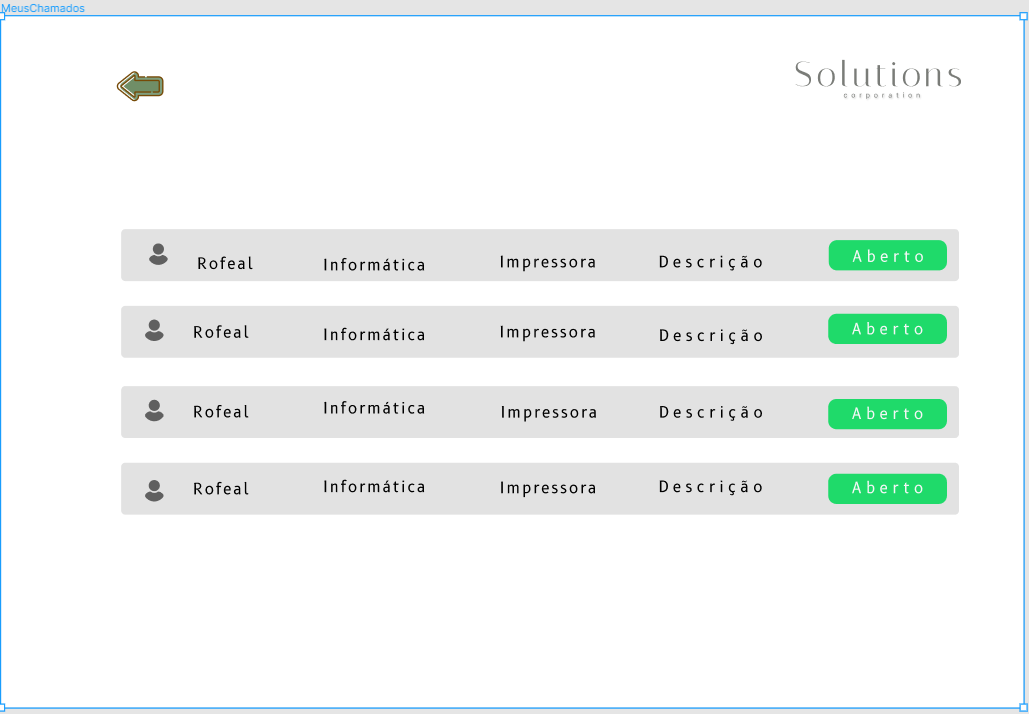 MeusChamados
Solutions
corporation
Rofeal Informática Impressora Descrição Aberto
Rofeal Informática Impressora Descrição Aberto
Rofeal Informática Impressora Descrição Aberto
Rofeal Informática Impressora Descrição Aberto